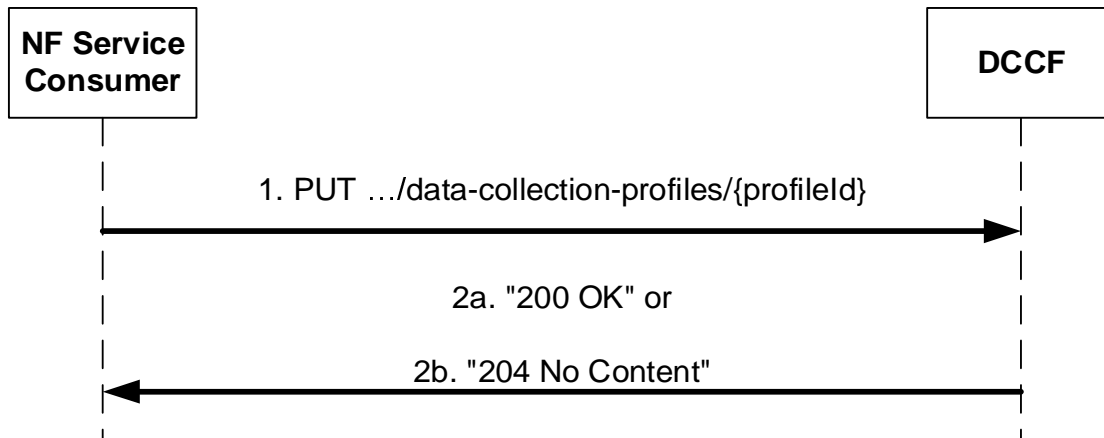 NF Service
Consumer
DCCF
1. PUT …/data-collection-profiles/{profileId}
2a. "200 OK" or
2b. "204 No Content"